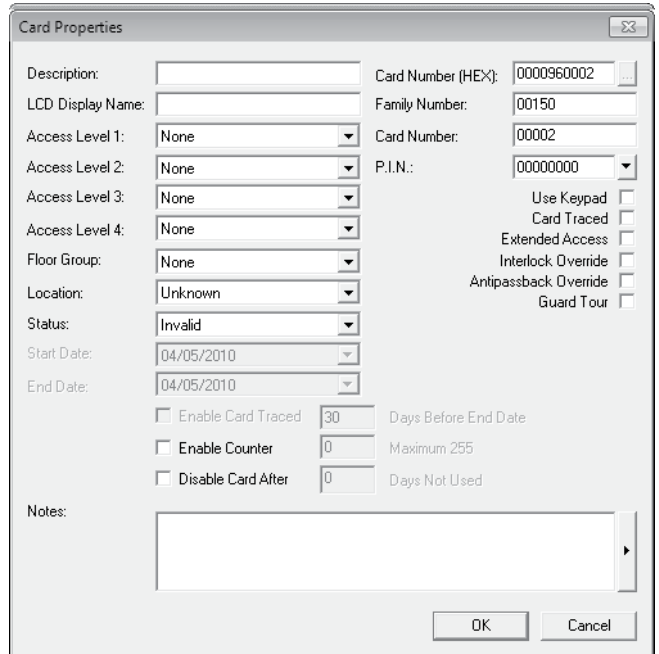 Card Properties
Description: Card Number (HEX): 0000960002 ...
LCD Display Name: Family Number: 00150
Access Level 1: None Card Number: 00002
Access Level 2: None P.I.N.: 00000000
Access Level 3: None Use Keypad
Card Traced
Access Level 4: None Extended Access
Floor Group: None Interlock Override
Antipassback Override
Location: Unknown Guard Tour
Status: Invalid
Start Date: 04/05/2010
End Date: 04/05/2010
Enable Card Traced 30 Days Before End Date
Enable Counter 0 Maximum 255
Disable Card After 0 Days Not Used
Notes:
OK Cancel